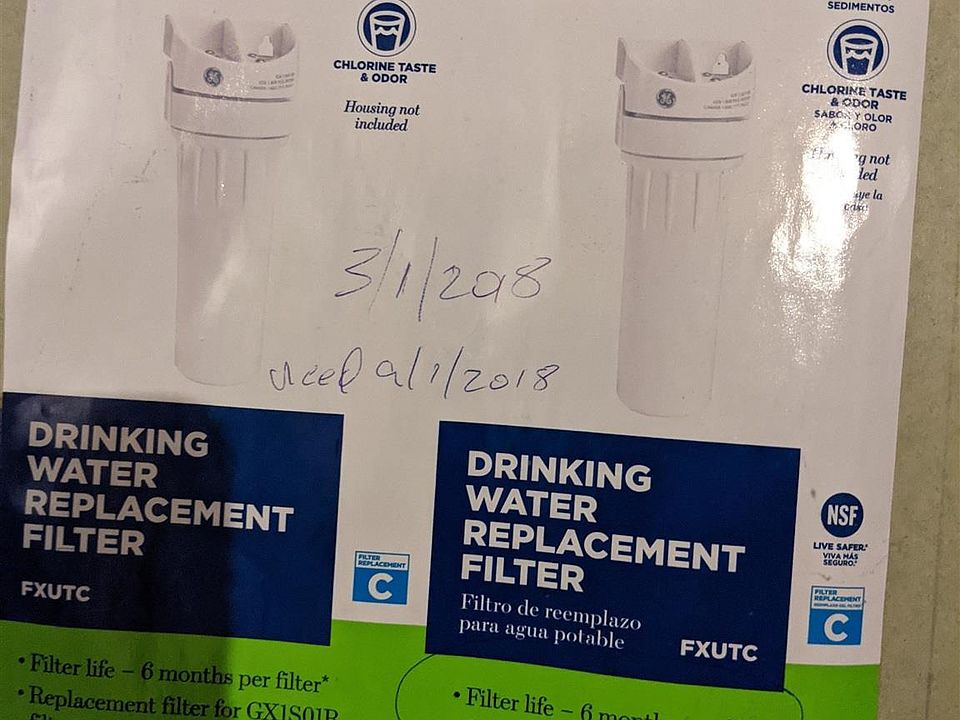 CHLORINE TASTE
& ODOR
Housing not
included
SEDIMENTOS
CHLORINE TASTE
& ODOR
SABOR Y OLOR
A CLORO
not
la
3/1/2018
need 9/1/2018
DRINKING
WATER
REPLACEMENT
FILTER
FXUTC
FILTER
REPLACEMENT
C
• Filter life – 6 months per filter*
• Replacement filter for GX1S01R
DRINKING
WATER
REPLACEMENT
FILTER
Filtro de reemplazo
para agua potable
FXUTC
NSF
LIVE SAFER.*
VIVA MÁS
SEGURO.*
FILTER
REPLACEMENT
C
• Filter life – 6